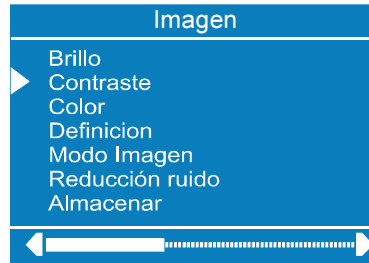 Imagen
Brillo
Contraste
Color
Definicion
Modo Imagen
Reducción ruido
Almacenar